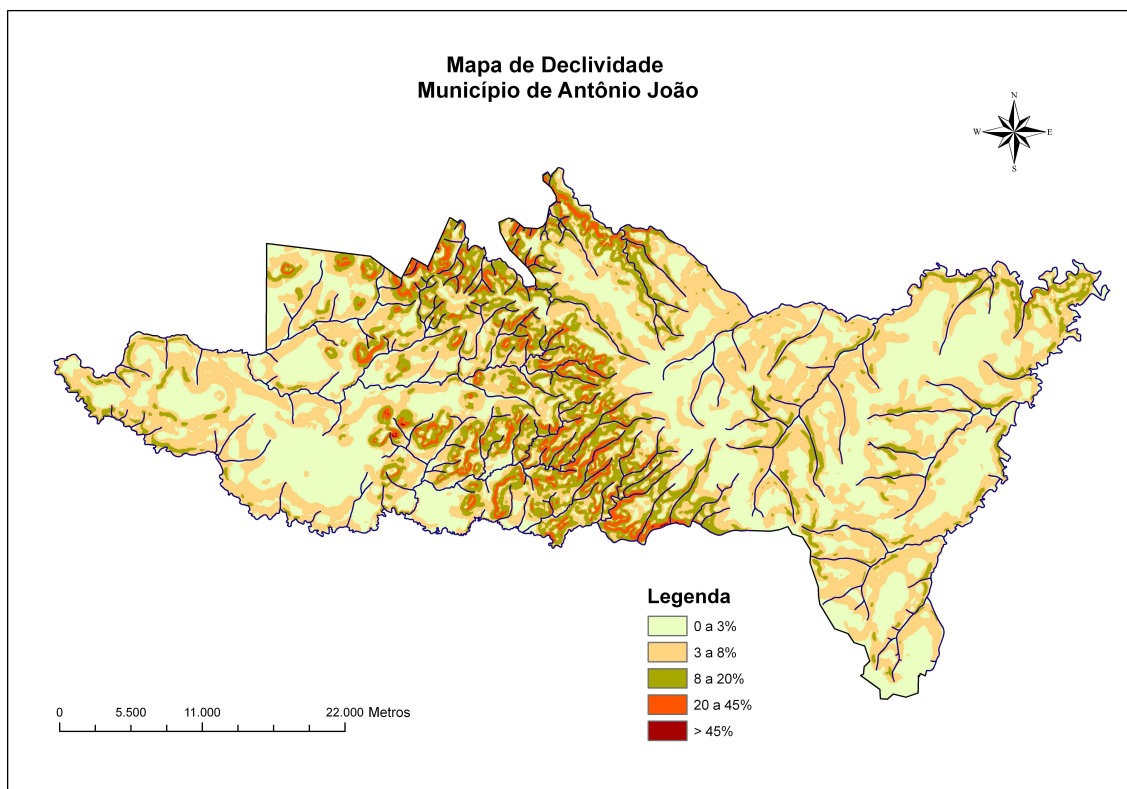 Mapa de Declividade
Município de Antônio João
N
W E
S
Legenda
0 a 3%
3 a 8%
8 a 20%
20 a 45%
> 45%
0 5.500 11.000 22.000 Metros